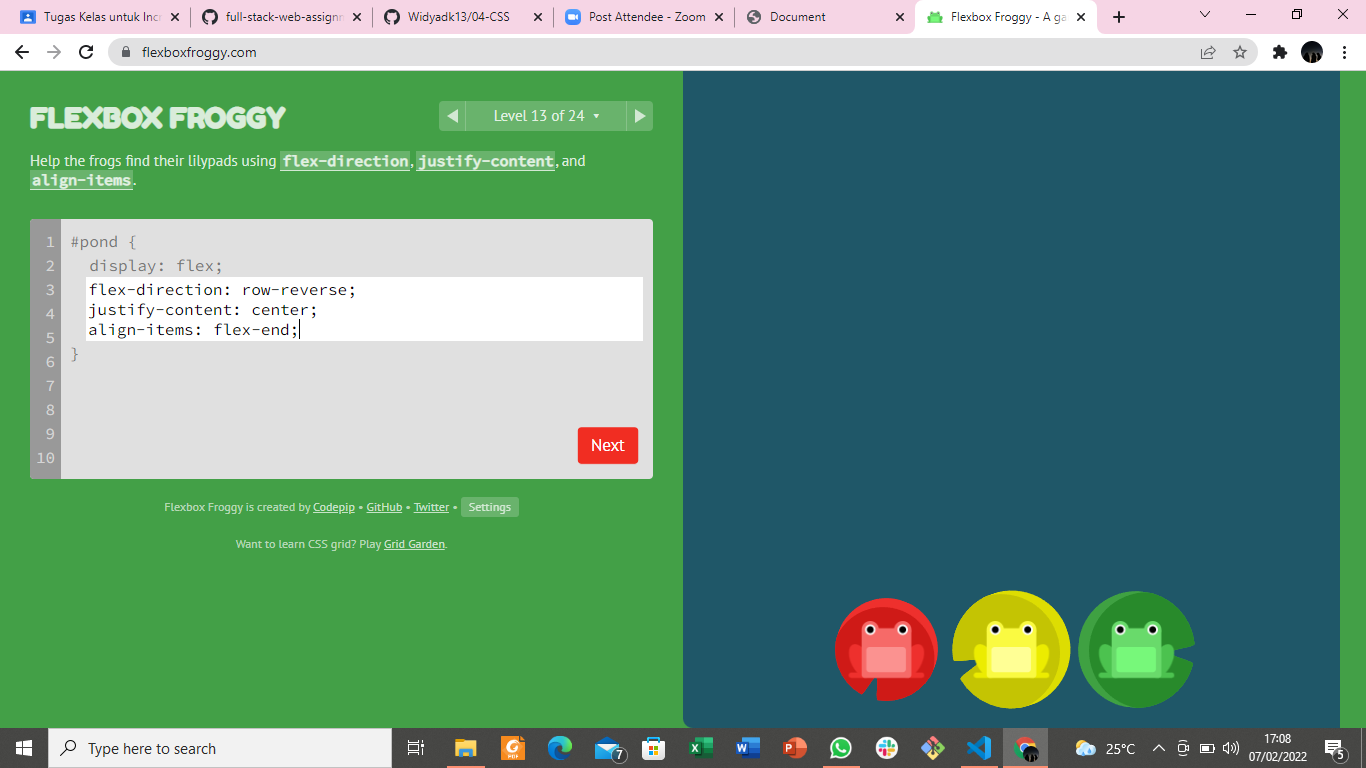 Tugas Kelas untuk Incr
full-stack-web-assignm
Widyadk13/04-CSS
Post Attendee - Zoom
Document
Flexbox Froggy - A ga
flexboxfroggy.com
FLEXBOX FROGGY
Level 13 of 24
Help the frogs find their lilypads using flex-direction, justify-content, and
align-items.
1 #pond {
2 display: flex;
3 flex-direction: row-reverse;
4 justify-content: center;
5 align-items: flex-end;
6 }
7
8
9
10
Next
Flexbox Froggy is created by Codepip • GitHub • Twitter • Settings
Want to learn CSS grid? Play Grid Garden.
Type here to search
7
25°C
17:08
07/02/2022
5